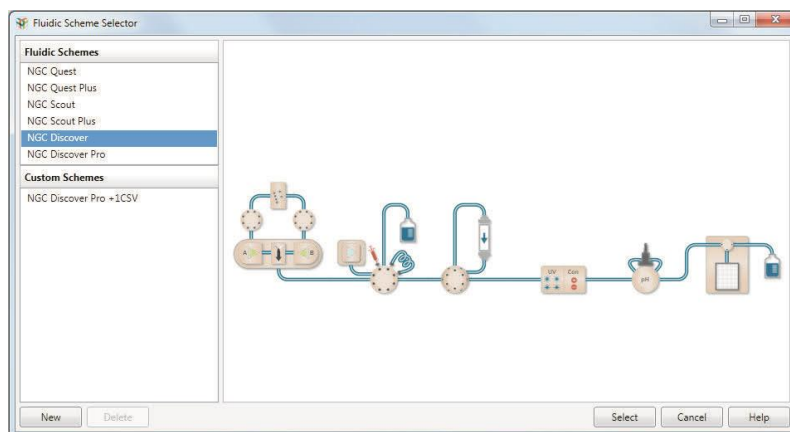 Fluidic Scheme Selector
Fluidic Schemes
NGC Quest
NGC Quest Plus
NGC Scout
NGC Scout Plus
NGC Discover
NGC Discover Pro
Custom Schemes
NGC Discover Pro +1CSV
A
B
UV
Con
pH
New
Delete
Select
Cancel
Help